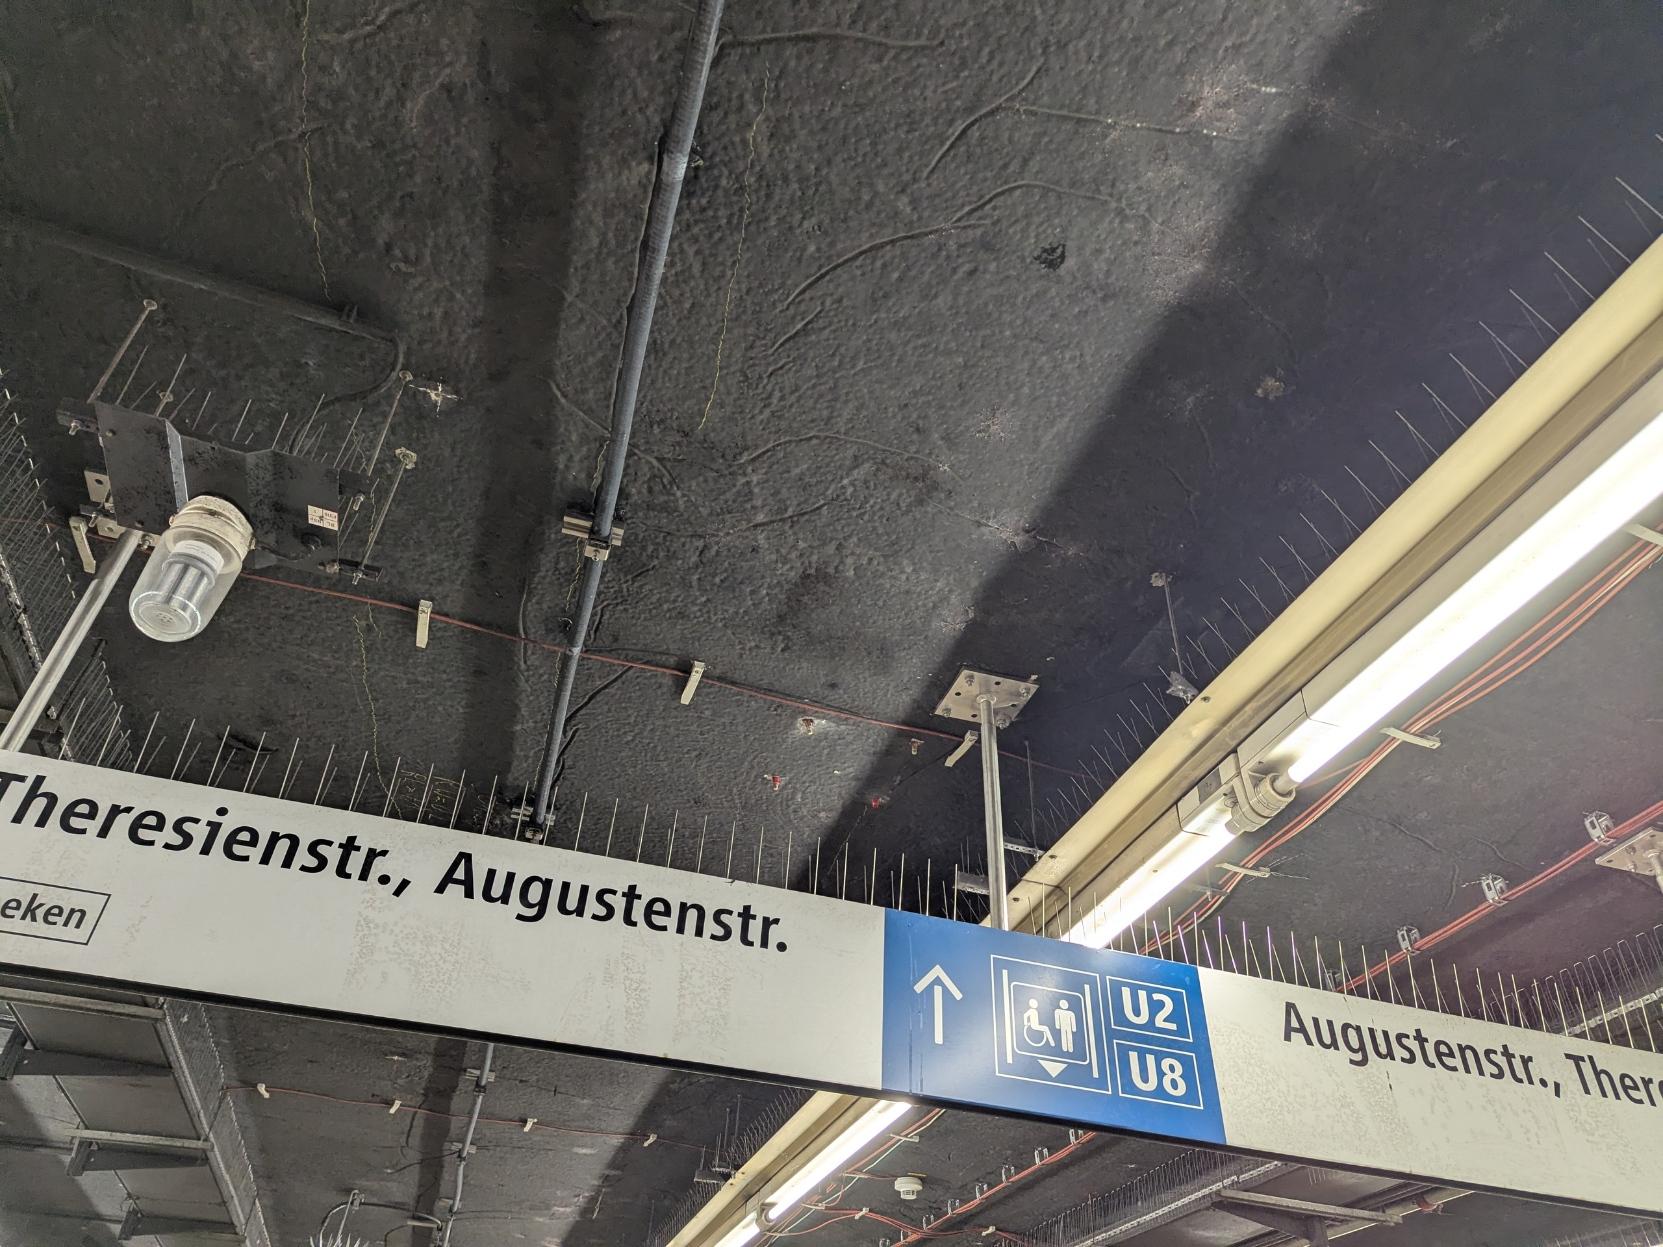 Theresienstr., Augustenstr.
eken
U2
U8
Augustenstr., There